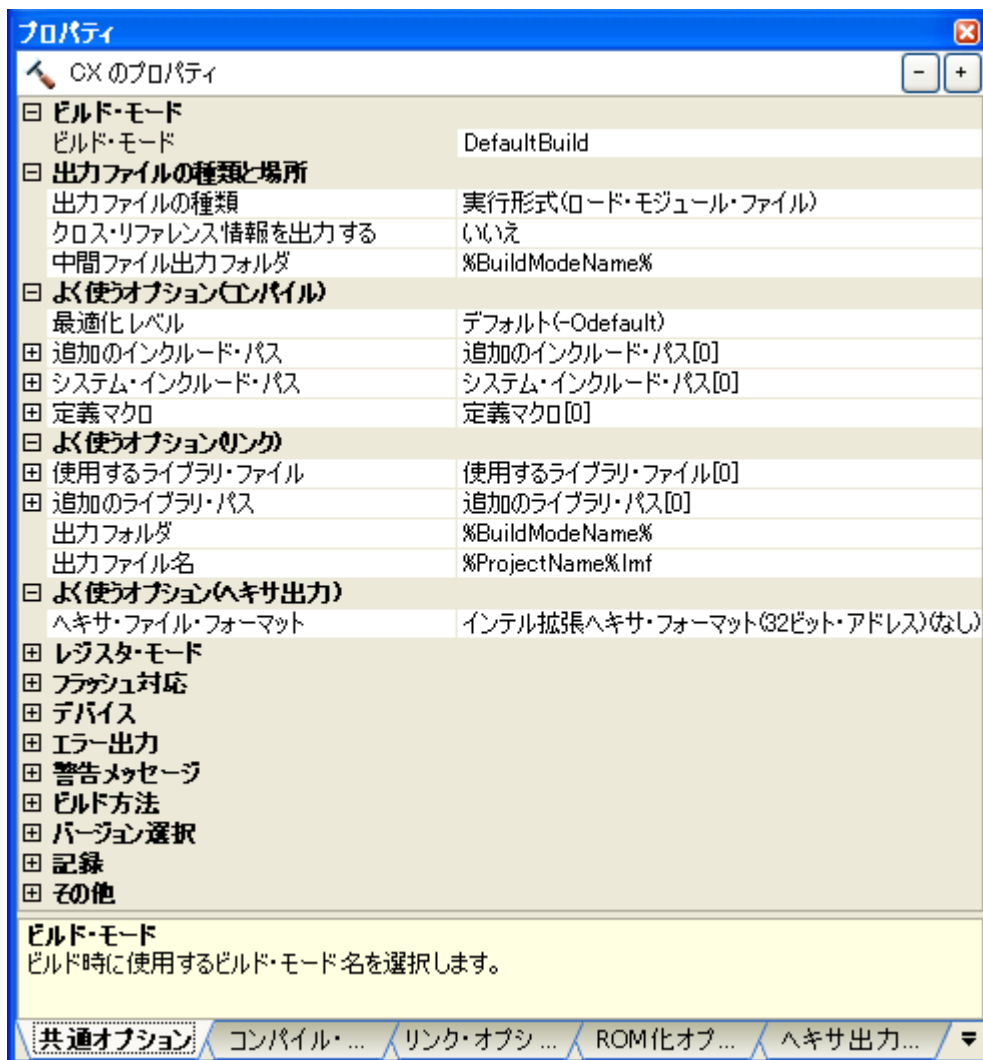 プロパティ
CX のプロパティ
- +
ビルド・モード
ビルド・モード DefaultBuild
出力ファイルの種類と場所
出力ファイルの種類 実行形式(ロード・モジュール・ファイル)
クロス・リファレンス情報を出力する いいえ
中間ファイル出力フォルダ %BuildModeName%
よく使うオプション(コンパイル)
最適化レベル デフォルト(-Odefault)
追加のインクルード・パス 追加のインクルード・パス[0]
システム・インクルード・パス システム・インクルード・パス[0]
定義マクロ 定義マクロ[0]
よく使うオプション(リンク)
使用するライブラリ・ファイル 使用するライブラリ・ファイル[0]
追加のライブラリ・パス 追加のライブラリ・パス[0]
出力フォルダ %BuildModeName%
出力ファイル名 %ProjectName%.lmf
よく使うオプション(ヘキサ出力)
ヘキサ・ファイル・フォーマット インテル拡張ヘキサ・フォーマット(32ビット・アドレス)(なし)
レジスタ・モード
フラッシュ対応
デバイス
エラー出力
警告メッセージ
ビルド方法
バージョン選択
記録
その他
ビルド・モード
ビルド時に使用するビルド・モード名を選択します。
共通オプション コンパイル・... リンク・オプシ... ROM化オプ... ヘキサ出力...